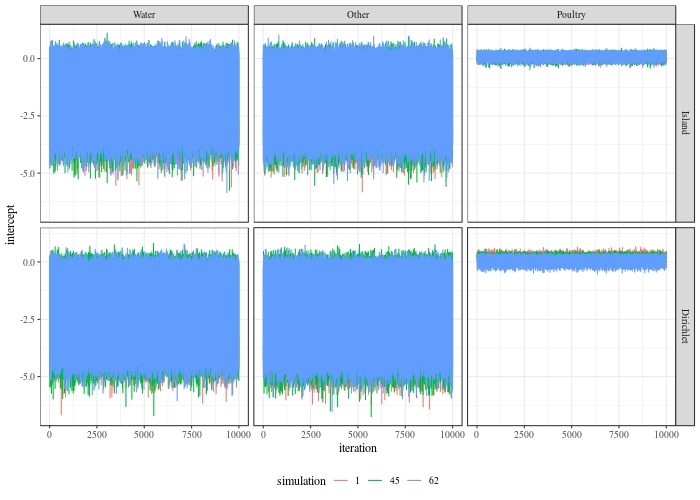 Water Other Poultry
0.0
-2.5
-5.0
Island
intercept
0.0
-2.5
-5.0
Dirichlet
0 2500 5000 7500 10000 0 2500 5000 7500 10000 0 2500 5000 7500 10000
iteration
simulation 1 45 62